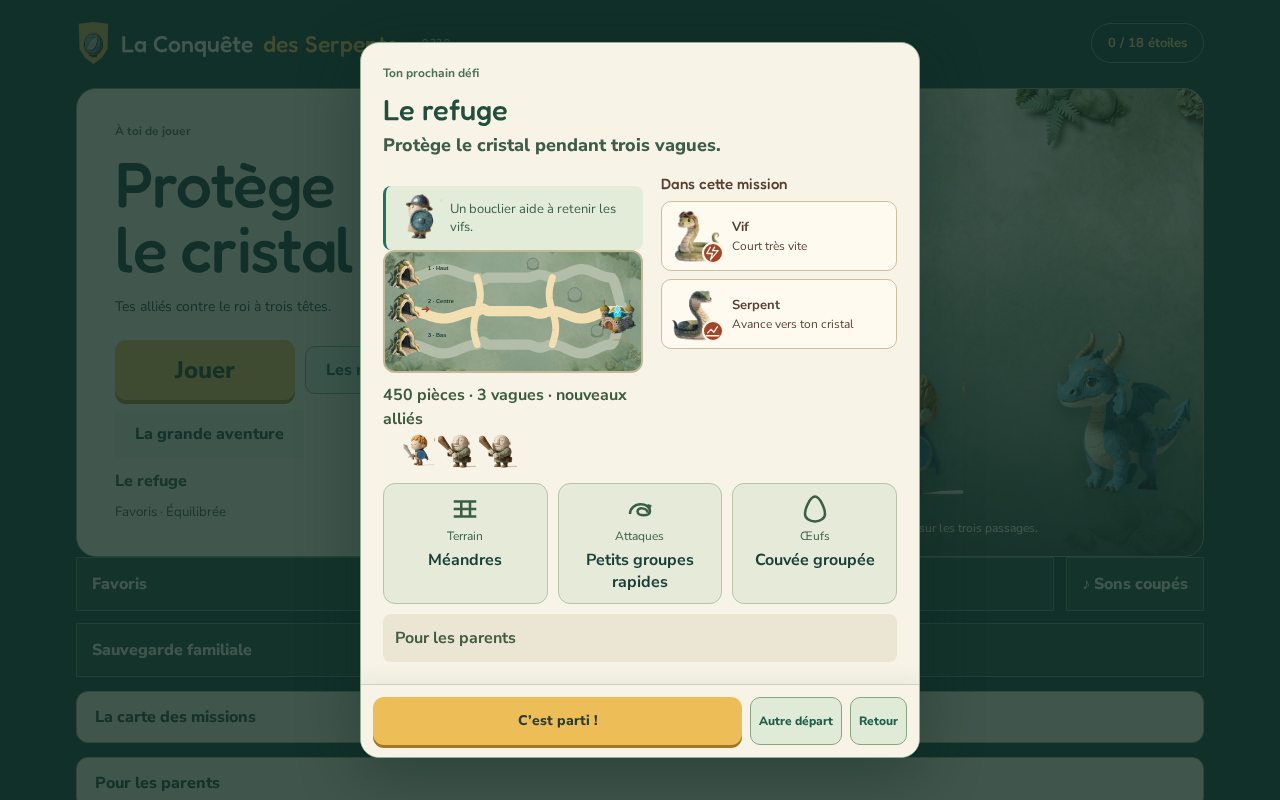 La Conquête des Serpents
0 / 18 étoiles
À toi de jouer
Protège
le cristal
Tes alliés contre le roi à trois têtes.
Jouer
La grande aventure
Le refuge
Favoris · Équilibrée
sur les trois passages.
Favoris
♪ Sons coupés
Sauvegarde familiale
La carte des missions
Pour les parents
Ton prochain défi
Le refuge
Protège le cristal pendant trois vagues.
Un bouclier aide à retenir les
vifs.
1 · Haut
2 · Centre
3 · Bas
450 pièces · 3 vagues · nouveaux
alliés
Dans cette mission
Vif
Court très vite
Serpent
Avance vers ton cristal
Terrain
Méandres
Attaques
Petits groupes
rapides
Œufs
Couvée groupée
Pour les parents
C'est parti !
Autre départ
Retour